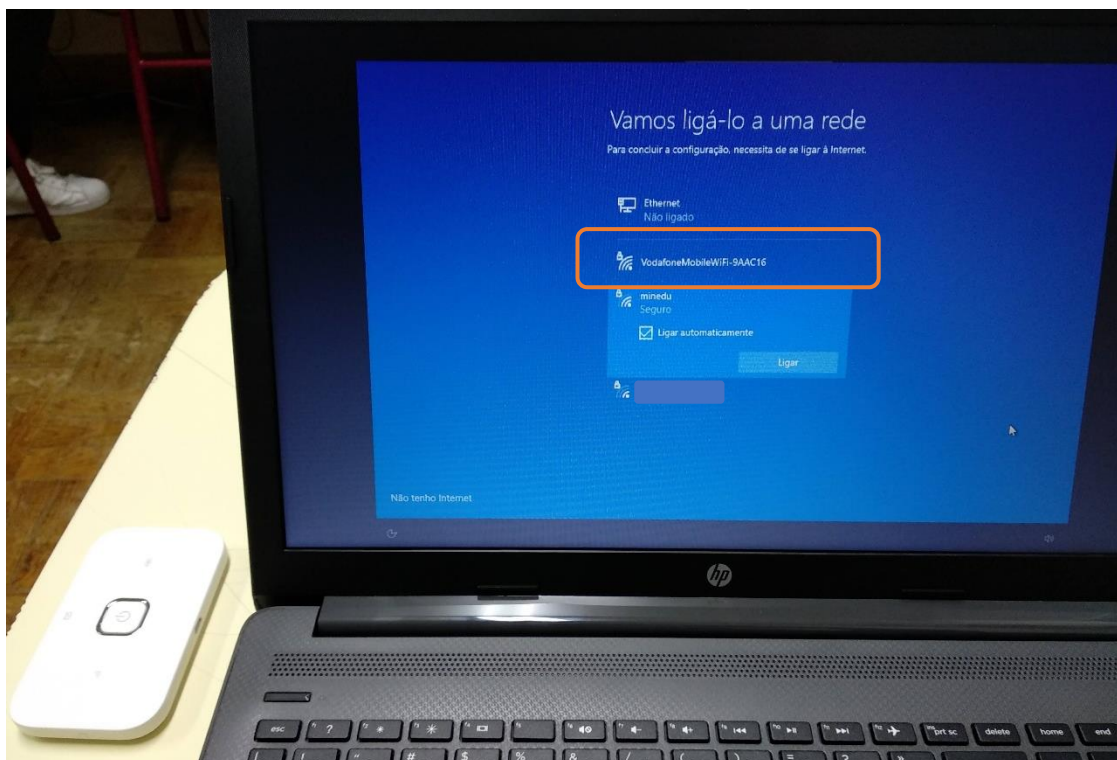 Vamos ligá-lo a uma rede
Para concluir a configuração, necessita de se ligar à Internet.
Ethernet
Não ligado
VodafoneMobileWiFi-9AAC16
minedu
Seguro
Ligar automaticamente
Ligar
Não tenho Internet
hp
esc ? prt sc delete home end
! " # $ % & / ( ) = ? »